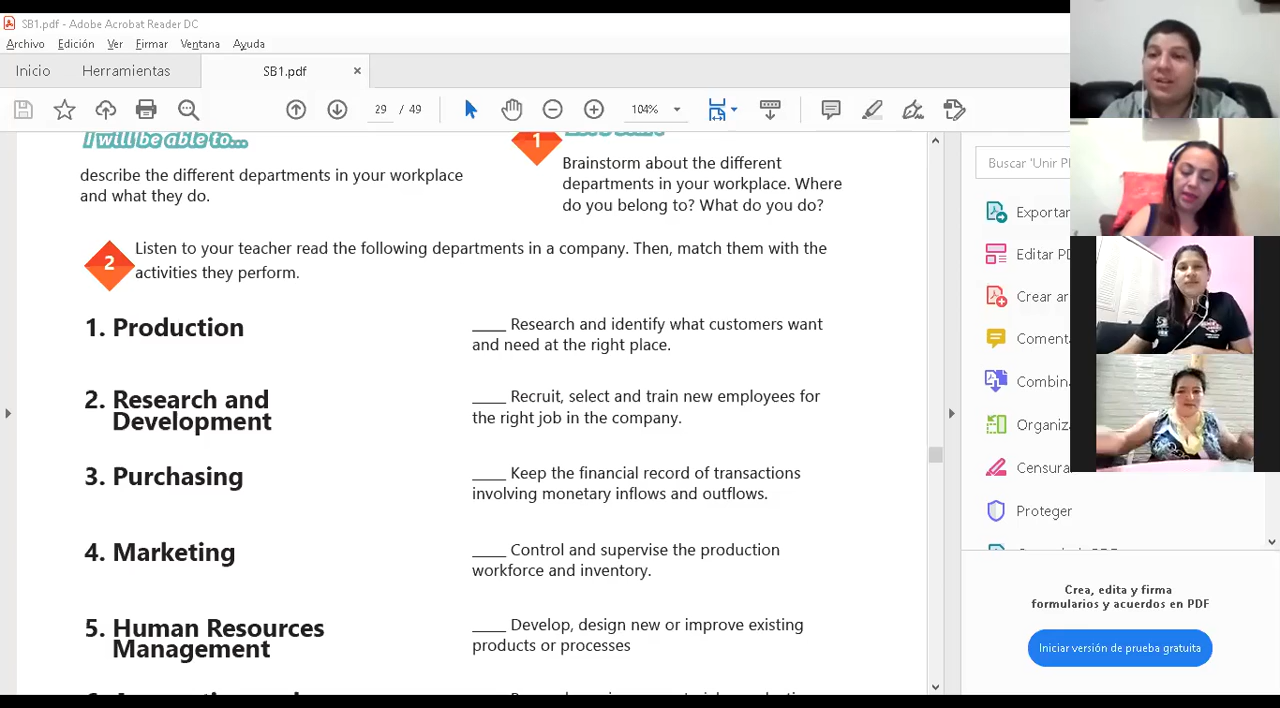 SB1.pdf - Adobe Acrobat Reader DC
Archivo Edición Ver Firmar Ventana Ayuda
Inicio Herramientas SB1.pdf ×
29 / 49 104%
I will be able to...
describe the different departments in your workplace
and what they do.
1
Brainstorm about the different
departments in your workplace. Where
do you belong to? What do you do?
2
Listen to your teacher read the following departments in a company. Then, match them with the
activities they perform.
1. Production
____ Research and identify what customers want
and need at the right place.
2. Research and
Development
____ Recruit, select and train new employees for
the right job in the company.
3. Purchasing
____ Keep the financial record of transactions
involving monetary inflows and outflows.
4. Marketing
____ Control and supervise the production
workforce and inventory.
5. Human Resources
Management
____ Develop, design new or improve existing
products or processes
Buscar 'Unir P
Exportar
Editar PD
Crear ar
Coment
Combin
Organiz
Censura
Proteger
Crea, edita y firma
formularios y acuerdos en PDF
Iniciar versión de prueba gratuita